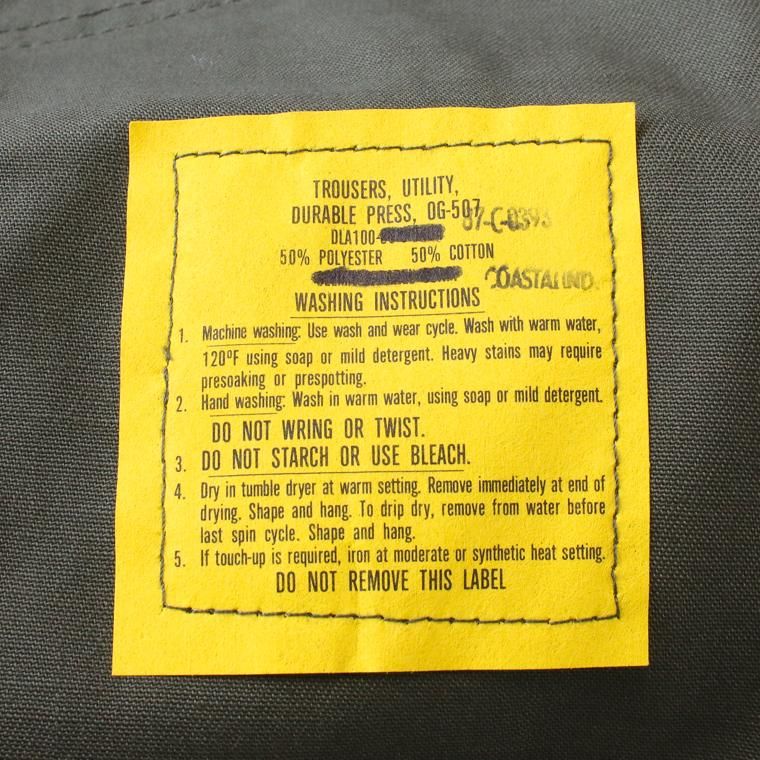 TROUSERS, UTILITY,
DURABLE PRESS, OG-507
87-C-0393
DLA100-
50% POLYESTER 50% COTTON
COASTAL IND.
WASHING INSTRUCTIONS
1. Machine washing: Use wash and wear cycle. Wash with warm water,
120ºF using soap or mild detergent. Heavy stains may require
presoaking or prespotting.
2. Hand washing: Wash in warm water, using soap or mild detergent.
DO NOT WRING OR TWIST.
3. DO NOT STARCH OR USE BLEACH.
4. Dry in tumble dryer at warm setting. Remove immediately at end of
drying. Shape and hang. To drip dry, remove from water before
last spin cycle. Shape and hang.
5. If touch-up is required, iron at moderate or synthetic heat setting.
DO NOT REMOVE THIS LABEL